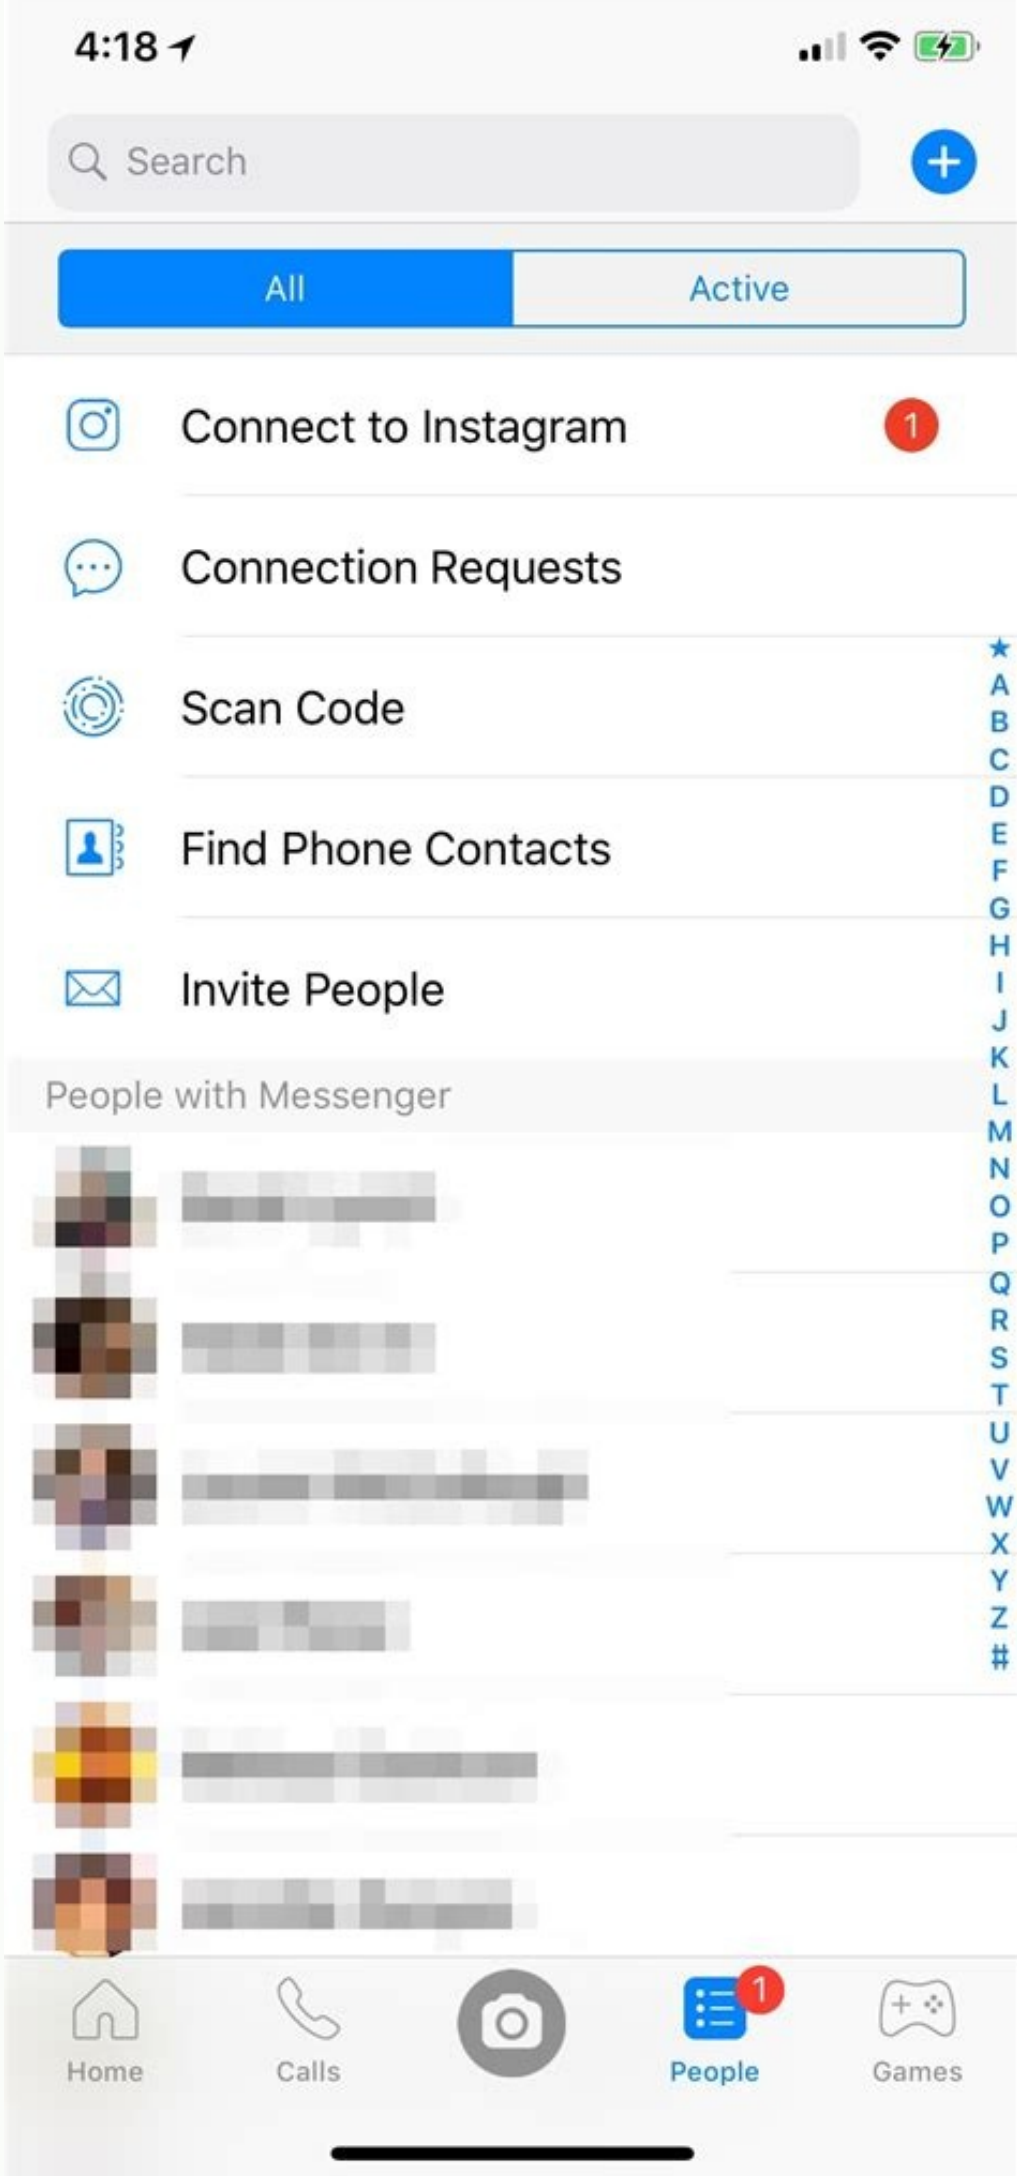 4:18
Search
All
Active
Connect to Instagram
1
Connection Requests
Scan Code
Find Phone Contacts
Invite People
People with Messenger
A
B
C
D
E
F
G
H
I
J
K
L
M
N
O
P
Q
R
S
T
U
V
W
X
Y
Z
#
1
Home
Calls
People
Games